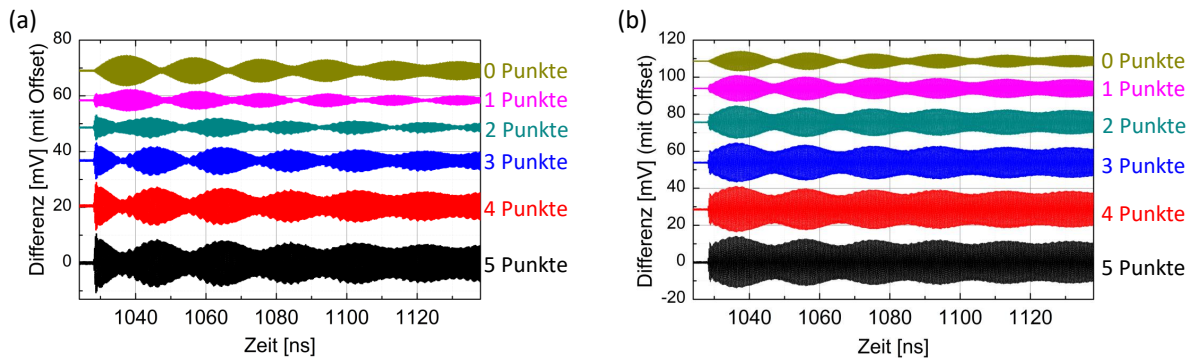 (a)
Differenz [mV] (mit Offset)
80
60
40
20
0
1040 1060 1080 1100 1120
Zeit [ns]
0 Punkte
1 Punkte
2 Punkte
3 Punkte
4 Punkte
5 Punkte
(b)
Differenz [mV] (mit Offset)
120
100
80
60
40
20
0
-20
1040 1060 1080 1100 1120
Zeit [ns]
0 Punkte
1 Punkte
2 Punkte
3 Punkte
4 Punkte
5 Punkte